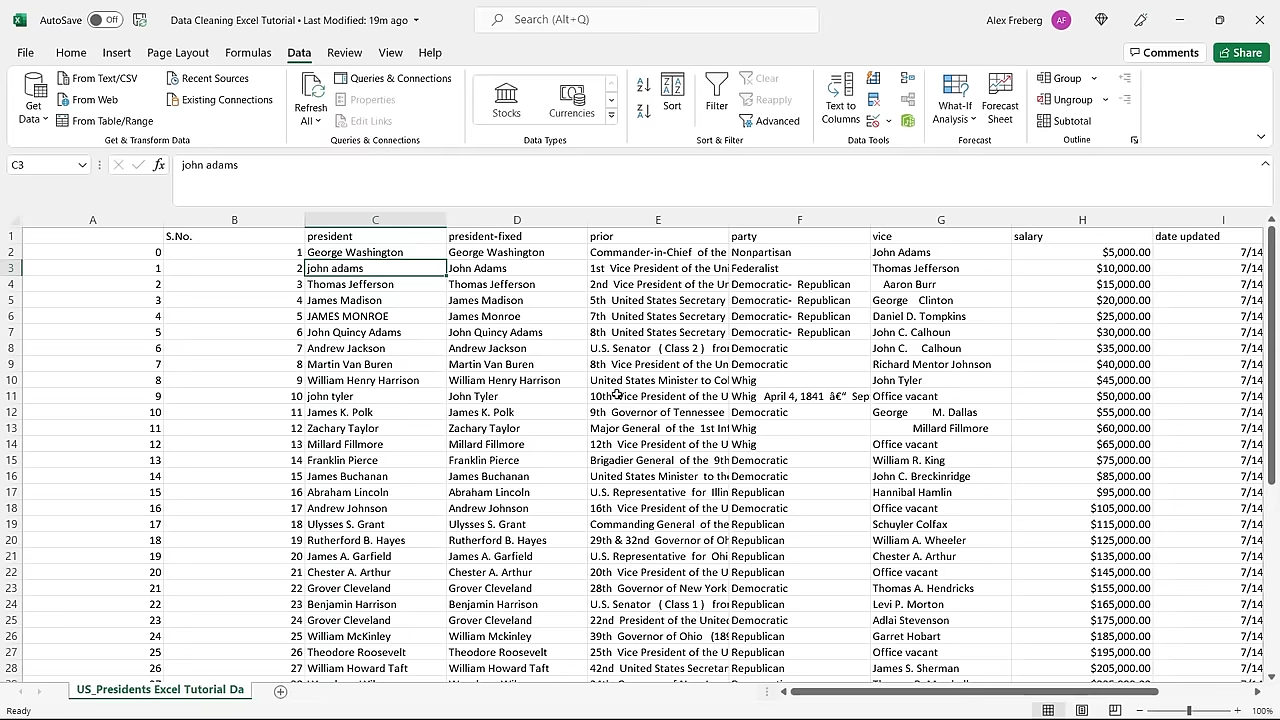 AutoSave Off Data Cleaning Excel Tutorial • Last Modified: 19m ago Search (Alt+Q) Alex Freberg AF
File Home Insert Page Layout Formulas Data Review View Help Comments Share
Get Data From Text/CSV From Web From Table/Range Recent Sources Existing Connections
Get & Transform Data
Refresh All Queries & Connections Properties Edit Links
Queries & Connections
Stocks Currencies
Data Types
Sort Filter Clear Reapply Advanced
Sort & Filter
Text to Columns
Data Tools
What-If Analysis Forecast Sheet
Forecast
Group Ungroup Subtotal
Outline
C3 fx john adams
A B C D E F G H I
1 S.No. president president-fixed prior party vice salary date updated
2 0 1 George Washington George Washington Commander-in-Chief of the Nonpartisan John Adams $5,000.00 7/14
3 1 2 john adams John Adams 1st Vice President of the Uni Federalist Thomas Jefferson $10,000.00 7/14
4 2 3 Thomas Jefferson Thomas Jefferson 2nd Vice President of the Un Democratic- Republican Aaron Burr $15,000.00 7/14
5 3 4 James Madison James Madison 5th United States Secretary Democratic- Republican George Clinton $20,000.00 7/14
6 4 5 JAMES MONROE James Monroe 7th United States Secretary Democratic- Republican Daniel D. Tompkins $25,000.00 7/14
7 5 6 John Quincy Adams John Quincy Adams 8th United States Secretary Democratic- Republican John C. Calhoun $30,000.00 7/14
8 6 7 Andrew Jackson Andrew Jackson U.S. Senator ( Class 2 ) fron Democratic John C. Calhoun $35,000.00 7/14
9 7 8 Martin Van Buren Martin Van Buren 8th Vice President of the Un Democratic Richard Mentor Johnson $40,000.00 7/14
10 8 9 William Henry Harrison William Henry Harrison United States Minister to Col Whig John Tyler $45,000.00 7/14
11 9 10 john tyler John Tyler 10th Vice President of the U Whig April 4, 1841 â€“ Sep Office vacant $50,000.00 7/14
12 10 11 James K. Polk James K. Polk 9th Governor of Tennessee Democratic George M. Dallas $55,000.00 7/14
13 11 12 Zachary Taylor Zachary Taylor Major General of the 1st Inf Whig Millard Fillmore $60,000.00 7/14
14 12 13 Millard Fillmore Millard Fillmore 12th Vice President of the U Whig Office vacant $65,000.00 7/14
15 13 14 Franklin Pierce Franklin Pierce Brigadier General of the 9th Democratic William R. King $75,000.00 7/14
16 14 15 James Buchanan James Buchanan United States Minister to the Democratic John C. Breckinridge $85,000.00 7/14
17 15 16 Abraham Lincoln Abraham Lincoln U.S. Representative for Illin Republican Hannibal Hamlin $95,000.00 7/14
18 16 17 Andrew Johnson Andrew Johnson 16th Vice President of the U Republican Office vacant $105,000.00 7/14
19 17 18 Ulysses S. Grant Ulysses S. Grant Commanding General of the Republican Schuyler Colfax $115,000.00 7/14
20 18 19 Rutherford B. Hayes Rutherford B. Hayes 29th & 32nd Governor of Oh Republican William A. Wheeler $125,000.00 7/14
21 19 20 James A. Garfield James A. Garfield U.S. Representative for Ohi Republican Chester A. Arthur $135,000.00 7/14
22 20 21 Chester A. Arthur Chester A. Arthur 20th Vice President of the U Republican Office vacant $145,000.00 7/14
23 21 22 Grover Cleveland Grover Cleveland 28th Governor of New York Democratic Thomas A. Hendricks $155,000.00 7/14
24 22 23 Benjamin Harrison Benjamin Harrison U.S. Senator ( Class 1 ) fron Republican Levi P. Morton $165,000.00 7/14
25 23 24 Grover Cleveland Grover Cleveland 22nd President of the Unite Democratic Adlai Stevenson $175,000.00 7/14
26 24 25 William McKinley William Mckinley 39th Governor of Ohio (189 Republican Garret Hobart $185,000.00 7/14
27 25 26 Theodore Roosevelt Theodore Roosevelt 25th Vice President of the U Republican Office vacant $195,000.00 7/14
28 26 27 William Howard Taft William Howard Taft 42nd United States Secretar Republican James S. Sherman $205,000.00 7/14
US_Presidents Excel Tutorial Da
Ready 100%